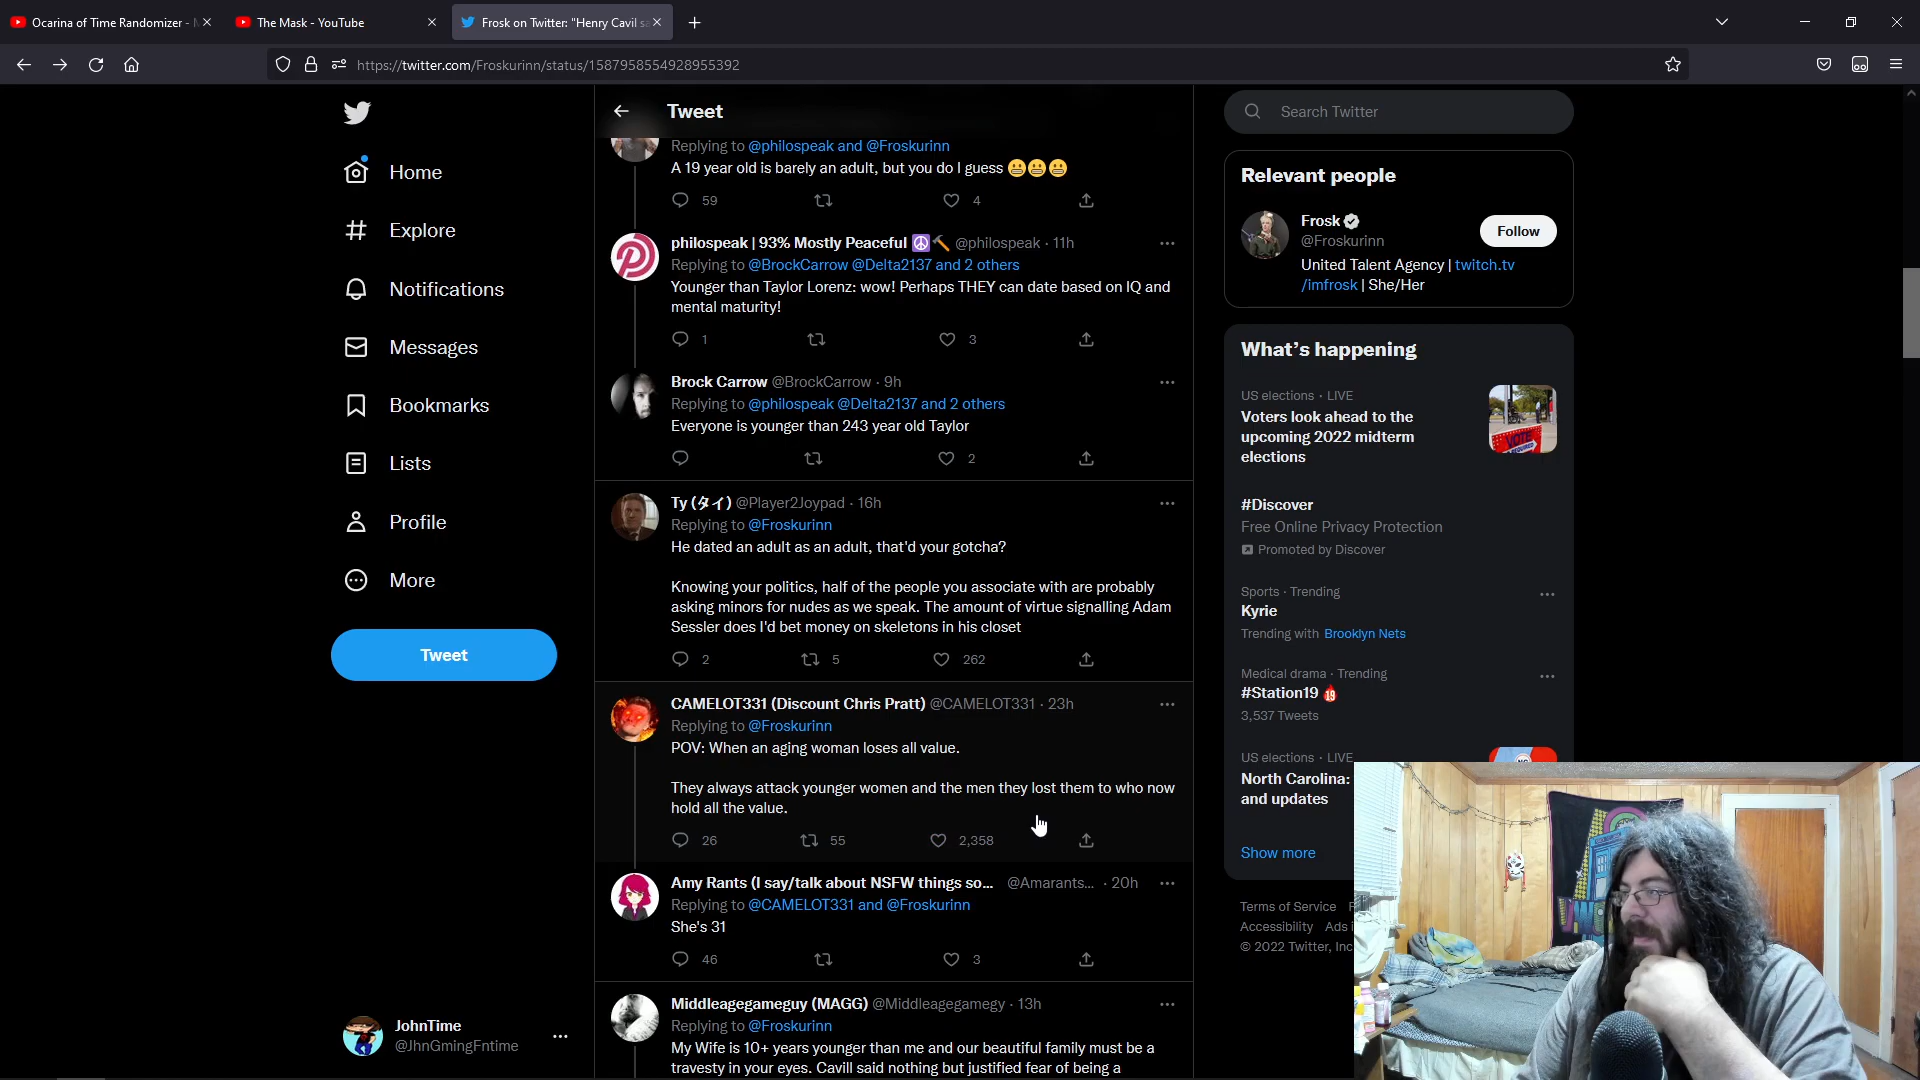 Ocarina of Time Randomizer -
The Mask - YouTube
Frosk on Twitter: "Henry Cavil sa
https://twitter.com/Froskurinn/status/1587958554928955392
Home
Explore
Notifications
Messages
Bookmarks
Lists
Profile
More
Tweet
JohnTime
@JhnGmingFntime
Tweet
Replying to @philospeak and @Froskurinn
A 19 year old is barely an adult, but you do I guess 😬😬😬
59 4
philospeak | 93% Mostly Peaceful ☮️🔨 @philospeak · 11h
Replying to @BrockCarrow @Delta2137 and 2 others
Younger than Taylor Lorenz: wow! Perhaps THEY can date based on IQ and
mental maturity!
1 3
Brock Carrow @BrockCarrow · 9h
Replying to @philospeak @Delta2137 and 2 others
Everyone is younger than 243 year old Taylor
2
Ty (タイ) @Player2Joypad · 16h
Replying to @Froskurinn
He dated an adult as an adult, that'd your gotcha?
Knowing your politics, half of the people you associate with are probably
asking minors for nudes as we speak. The amount of virtue signalling Adam
Sessler does I'd bet money on skeletons in his closet
2 5 262
CAMELOT331 (Discount Chris Pratt) @CAMELOT331 · 23h
Replying to @Froskurinn
POV: When an aging woman loses all value.
They always attack younger women and the men they lost them to who now
hold all the value.
26 55 2,358
Amy Rants (I say/talk about NSFW things so... @Amarants... · 20h
Replying to @CAMELOT331 and @Froskurinn
She's 31
46 3
Middleagegameguy (MAGG) @Middleagegamegy · 13h
Replying to @Froskurinn
My Wife is 10+ years younger than me and our beautiful family must be a
travesty in your eyes. Cavill said nothing but justified fear of being a
Search Twitter
Relevant people
Frosk
@Froskurinn
Follow
United Talent Agency | twitch.tv
/imfrosk | She/Her
What's happening
US elections · LIVE
Voters look ahead to the
upcoming 2022 midterm
elections
VOTE
#Discover
Free Online Privacy Protection
Promoted by Discover
Sports · Trending
Kyrie
Trending with Brooklyn Nets
Medical drama · Trending
#Station19
3,537 Tweets
US elections · LIVE
North Carolina:
and updates
Show more
Terms of Service
Accessibility Ads
© 2022 Twitter, Inc